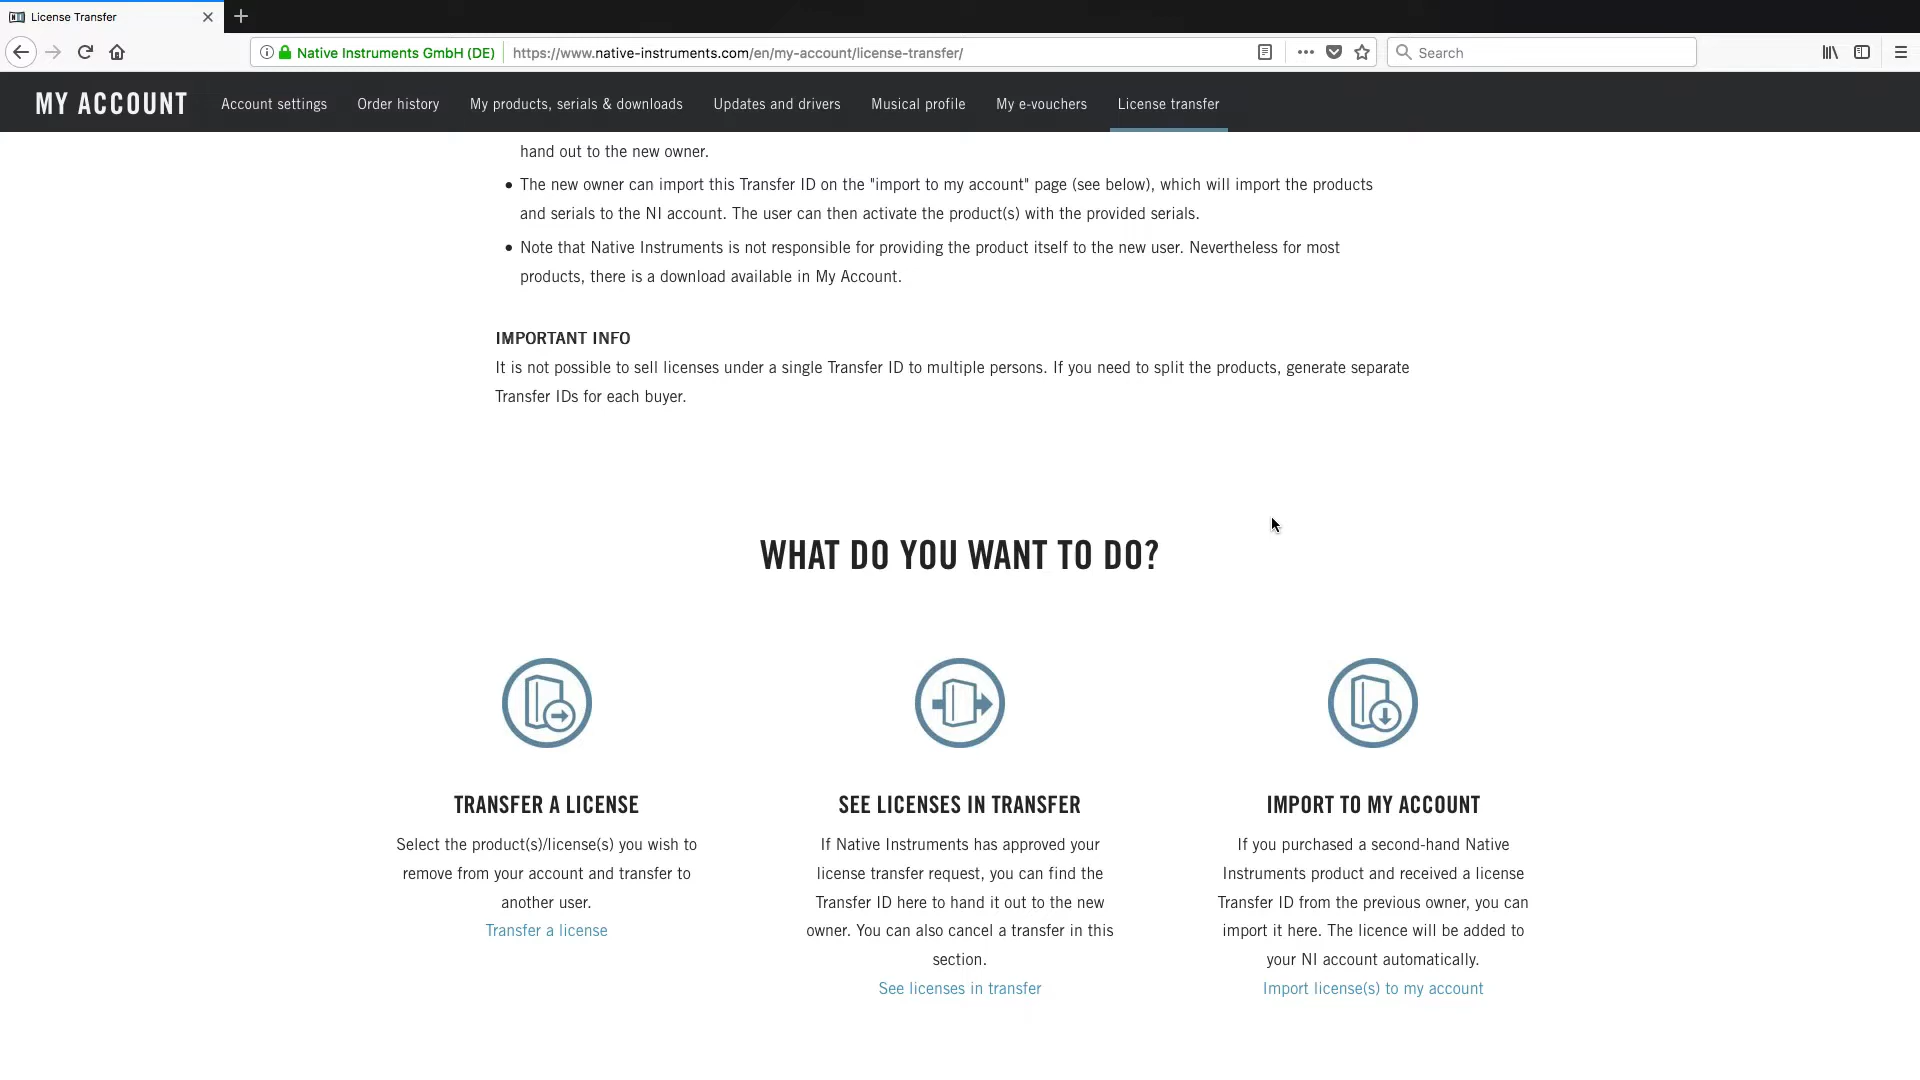 License Transfer
Native Instruments GmbH (DE)
https://www.native-instruments.com/en/my-account/license-transfer/
Search
MY ACCOUNT
Account settings
Order history
My products, serials & downloads
Updates and drivers
Musical profile
My e-vouchers
License transfer
hand out to the new owner.
• The new owner can import this Transfer ID on the "import to my account" page (see below), which will import the products
and serials to the NI account. The user can then activate the product(s) with the provided serials.
• Note that Native Instruments is not responsible for providing the product itself to the new user. Nevertheless for most
products, there is a download available in My Account.
IMPORTANT INFO
It is not possible to sell licenses under a single Transfer ID to multiple persons. If you need to split the products, generate separate
Transfer IDs for each buyer.
WHAT DO YOU WANT TO DO?
TRANSFER A LICENSE
Select the product(s)/license(s) you wish to
remove from your account and transfer to
another user.
Transfer a license
SEE LICENSES IN TRANSFER
If Native Instruments has approved your
license transfer request, you can find the
Transfer ID here to hand it out to the new
owner. You can also cancel a transfer in this
section.
See licenses in transfer
IMPORT TO MY ACCOUNT
If you purchased a second-hand Native
Instruments product and received a license
Transfer ID from the previous owner, you can
import it here. The licence will be added to
your NI account automatically.
Import license(s) to my account